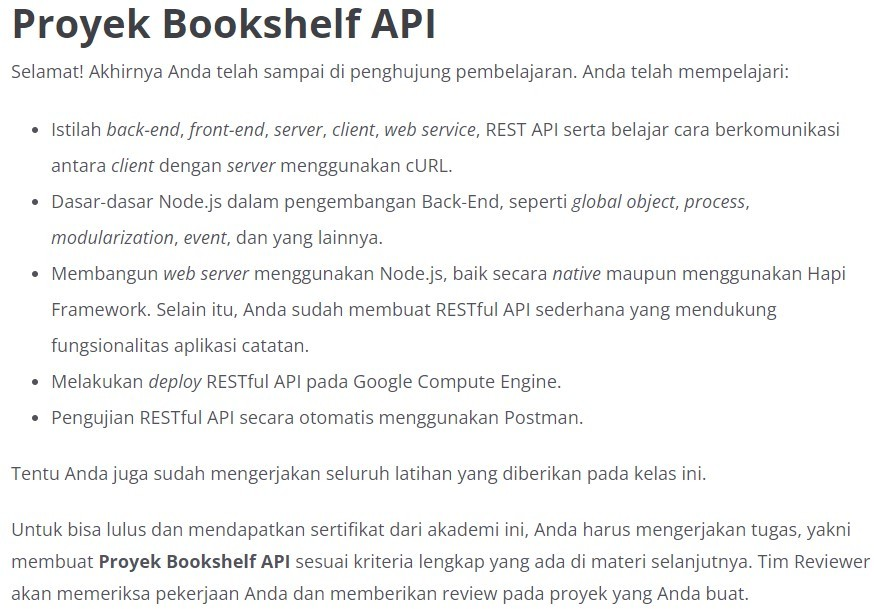 Proyek Bookshelf API
Selamat! Akhirnya Anda telah sampai di penghujung pembelajaran. Anda telah mempelajari:
• Istilah back-end, front-end, server, client, web service, REST API serta belajar cara berkomunikasi
antara client dengan server menggunakan cURL.
• Dasar-dasar Node.js dalam pengembangan Back-End, seperti global object, process,
modularization, event, dan yang lainnya.
• Membangun web server menggunakan Node.js, baik secara native maupun menggunakan Hapi
Framework. Selain itu, Anda sudah membuat RESTful API sederhana yang mendukung
fungsionalitas aplikasi catatan.
• Melakukan deploy RESTful API pada Google Compute Engine.
• Pengujian RESTful API secara otomatis menggunakan Postman.
Tentu Anda juga sudah mengerjakan seluruh latihan yang diberikan pada kelas ini.
Untuk bisa lulus dan mendapatkan sertifikat dari akademi ini, Anda harus mengerjakan tugas, yakni
membuat Proyek Bookshelf API sesuai kriteria lengkap yang ada di materi selanjutnya. Tim Reviewer
akan memeriksa pekerjaan Anda dan memberikan review pada proyek yang Anda buat.